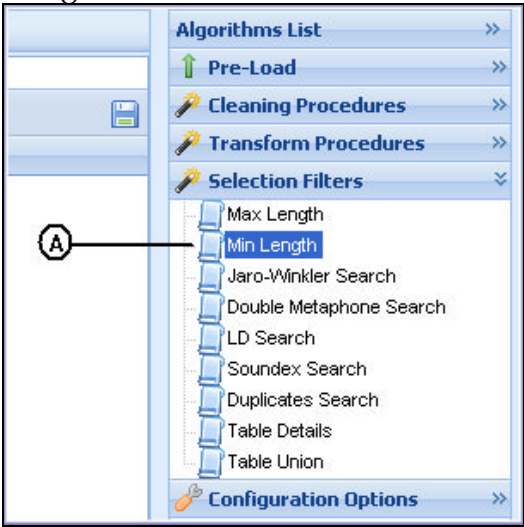 Algorithms List
Pre-Load
Cleaning Procedures
Transform Procedures
Selection Filters
Max Length
A
Min Length
Jaro-Winkler Search
Double Metaphone Search
LD Search
Soundex Search
Duplicates Search
Table Details
Table Union
Configuration Options